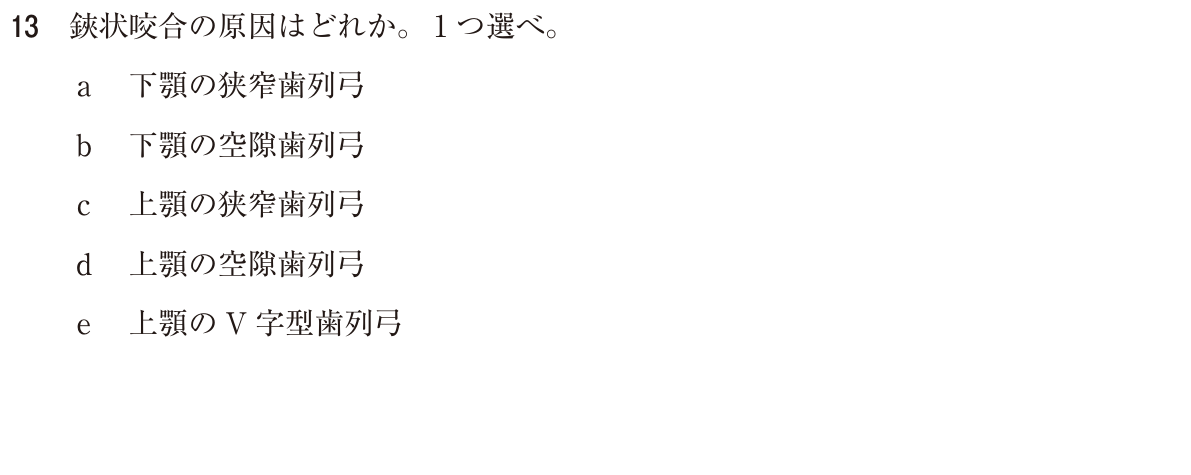 13 鋏状咬合の原因はどれか。1つ選べ。
a 下顎の狭窄歯列弓
b 下顎の空隙歯列弓
c 上顎の狭窄歯列弓
d 上顎の空隙歯列弓
e 上顎の V 字型歯列弓